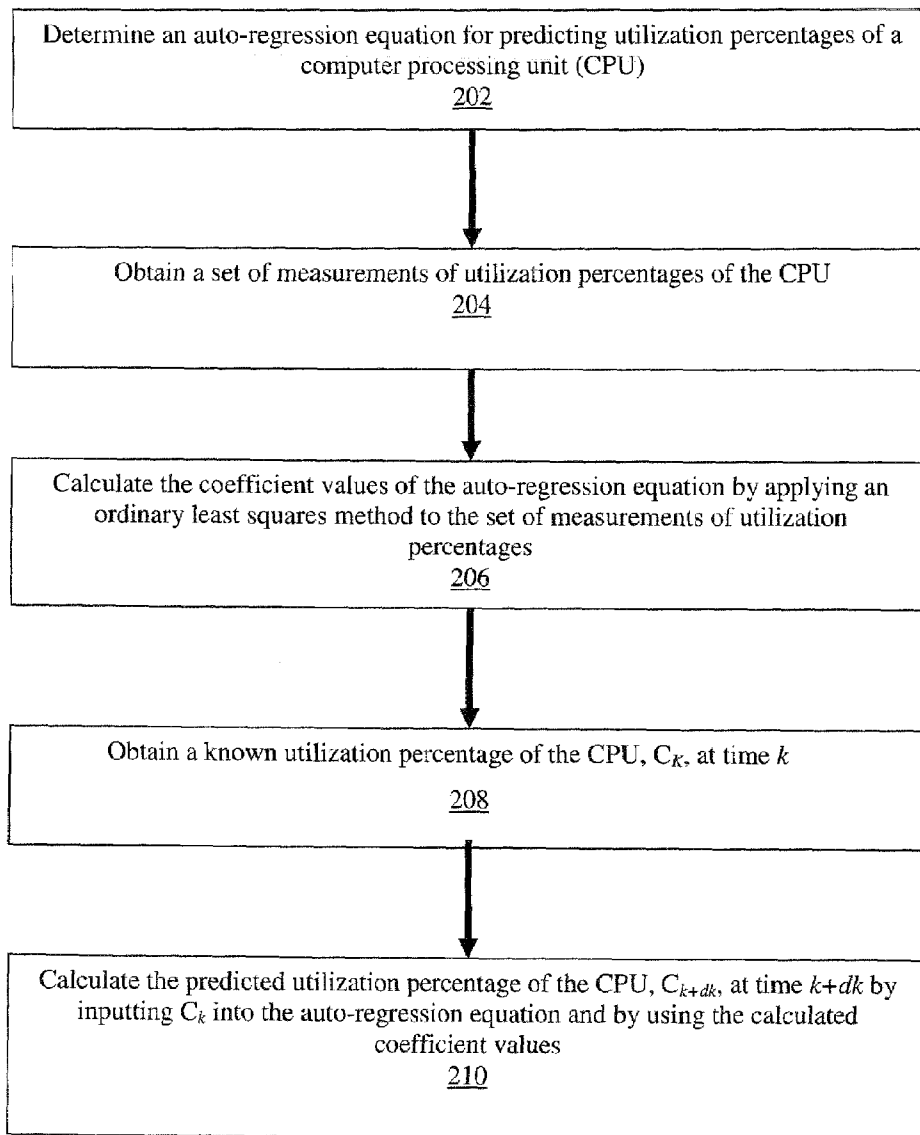 Determine an auto-regression equation for predicting utilization percentages of a
computer processing unit (CPU)
202
Obtain a set of measurements of utilization percentages of the CPU
204
Calculate the coefficient values of the auto-regression equation by applying an
ordinary least squares method to the set of measurements of utilization
percentages
206
Obtain a known utilization percentage of the CPU, C_K, at time k
208
Calculate the predicted utilization percentage of the CPU, C_{k+dk}, at time k+dk by
inputting C_k into the auto-regression equation and by using the calculated
coefficient values
210